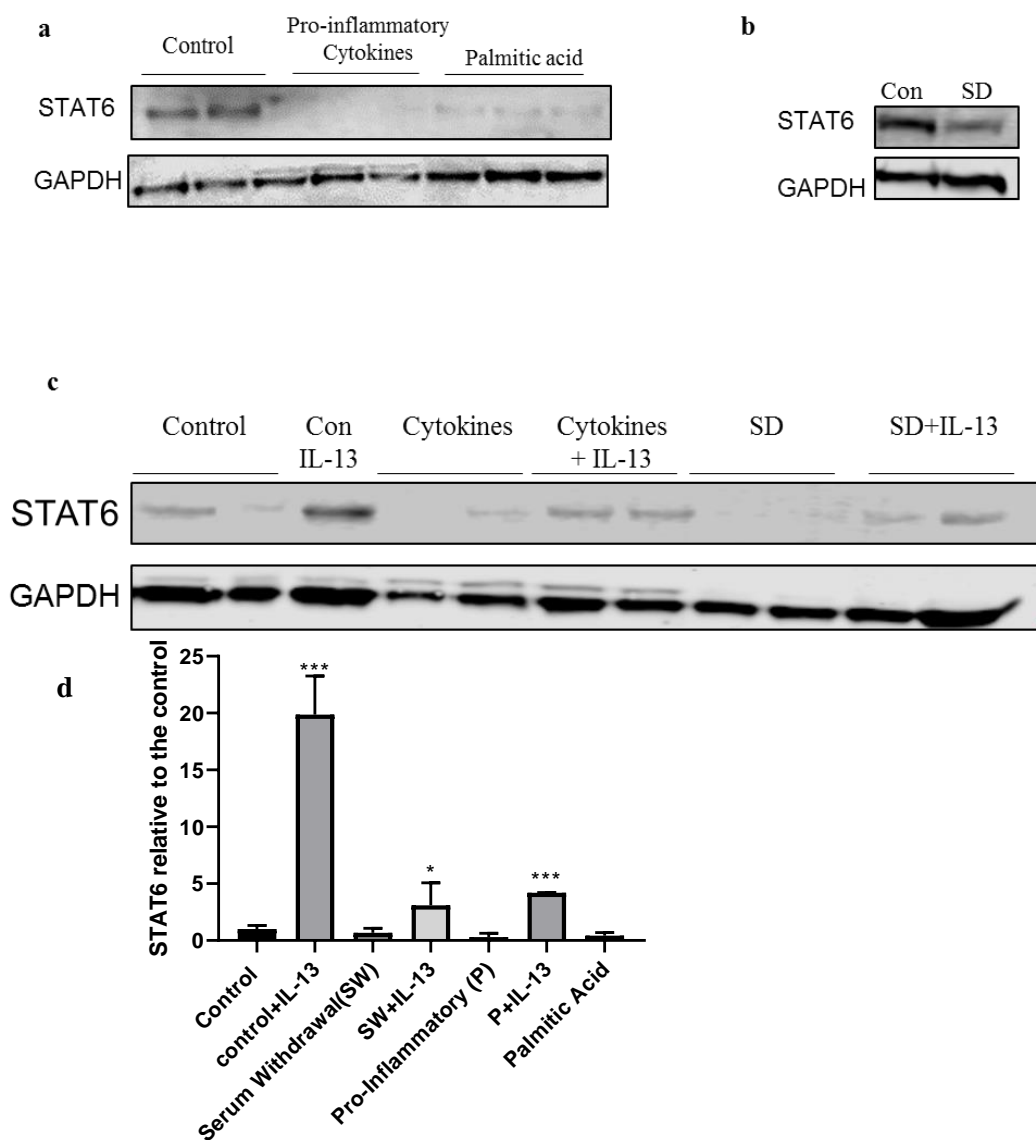 a
Control
Pro-inflammatory
Cytokines
Palmitic acid
STAT6
GAPDH
b
Con SD
STAT6
GAPDH
c
Control
Con
IL-13
Cytokines
Cytokines
+ IL-13
SD
SD+IL-13
STAT6
GAPDH
d
STAT6 relative to the control
25
20
15
10
5
0
***
*
***
Control
control+IL-13
Serum Withdrawal(SW)
SW+IL-13
Pro-Inflammatory (P)
P+IL-13
Palmitic Acid